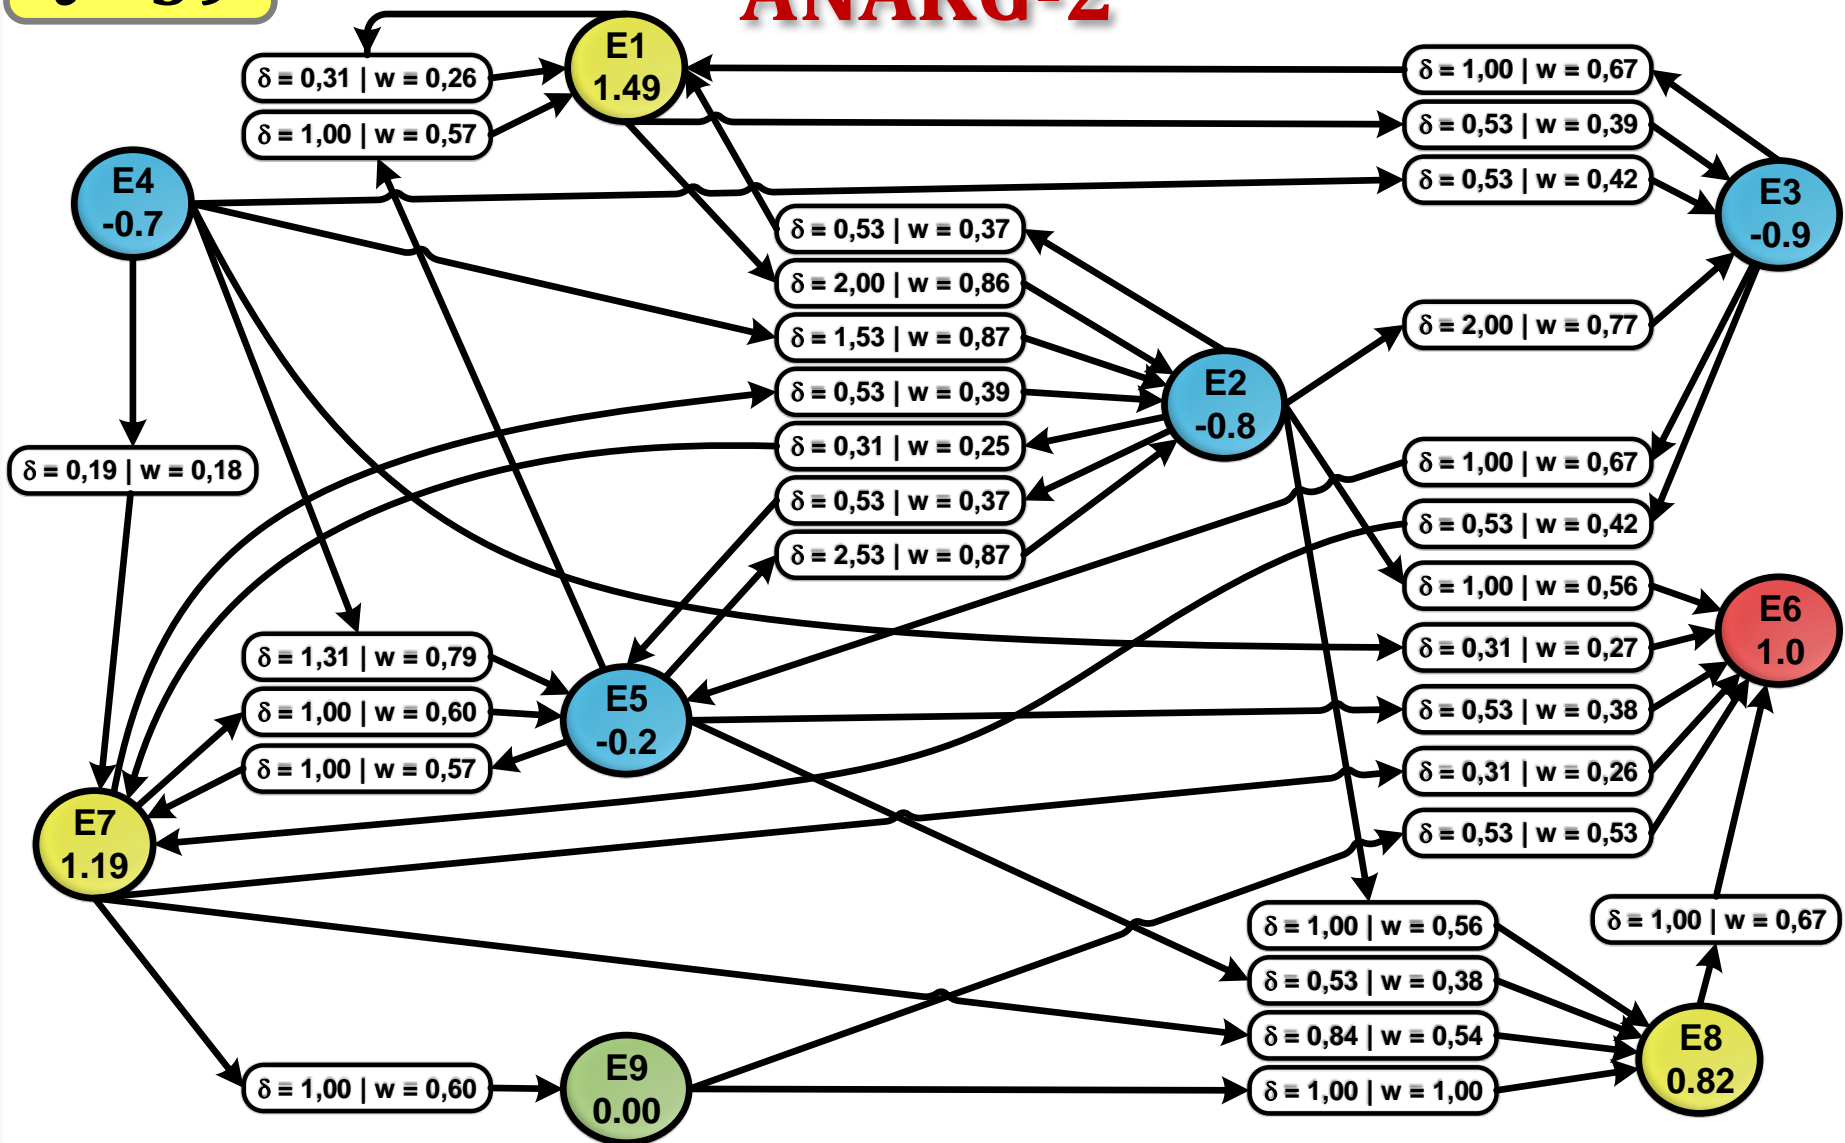 ANAKG-2
E1
1.49
δ = 0,31 | w = 0,26
δ = 1,00 | w = 0,57
δ = 1,00 | w = 0,67
δ = 0,53 | w = 0,39
δ = 0,53 | w = 0,42
E4
-0.7
E3
-0.9
δ = 0,53 | w = 0,37
δ = 2,00 | w = 0,86
δ = 1,53 | w = 0,87
δ = 0,53 | w = 0,39
δ = 0,31 | w = 0,25
δ = 0,53 | w = 0,37
δ = 2,53 | w = 0,87
E2
-0.8
δ = 2,00 | w = 0,77
δ = 0,19 | w = 0,18
δ = 1,00 | w = 0,67
δ = 0,53 | w = 0,42
δ = 1,00 | w = 0,56
δ = 0,31 | w = 0,27
δ = 0,53 | w = 0,38
δ = 0,31 | w = 0,26
δ = 0,53 | w = 0,53
E6
1.0
δ = 1,31 | w = 0,79
δ = 1,00 | w = 0,60
δ = 1,00 | w = 0,57
E5
-0.2
E7
1.19
δ = 1,00 | w = 0,56
δ = 0,53 | w = 0,38
δ = 0,84 | w = 0,54
δ = 1,00 | w = 1,00
δ = 1,00 | w = 0,67
E8
0.82
δ = 1,00 | w = 0,60
E9
0.00